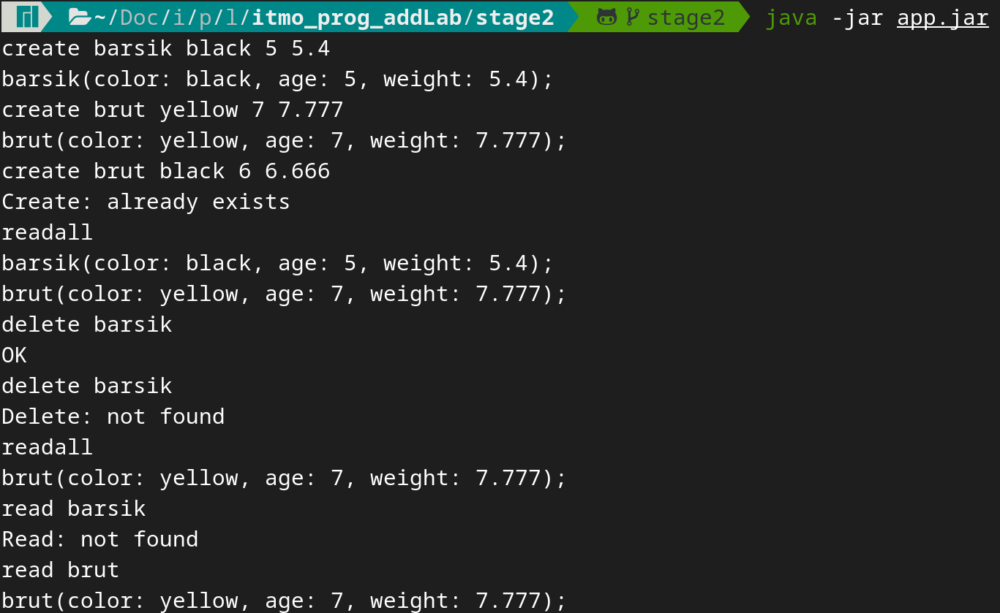 ~/Doc/i/p/l/itmo_prog_addLab/stage2 stage2 java -jar app.jar
create barsik black 5 5.4
barsik(color: black, age: 5, weight: 5.4);
create brut yellow 7 7.777
brut(color: yellow, age: 7, weight: 7.777);
create brut black 6 6.666
Create: already exists
readall
barsik(color: black, age: 5, weight: 5.4);
brut(color: yellow, age: 7, weight: 7.777);
delete barsik
OK
delete barsik
Delete: not found
readall
brut(color: yellow, age: 7, weight: 7.777);
read barsik
Read: not found
read brut
brut(color: yellow, age: 7, weight: 7.777);